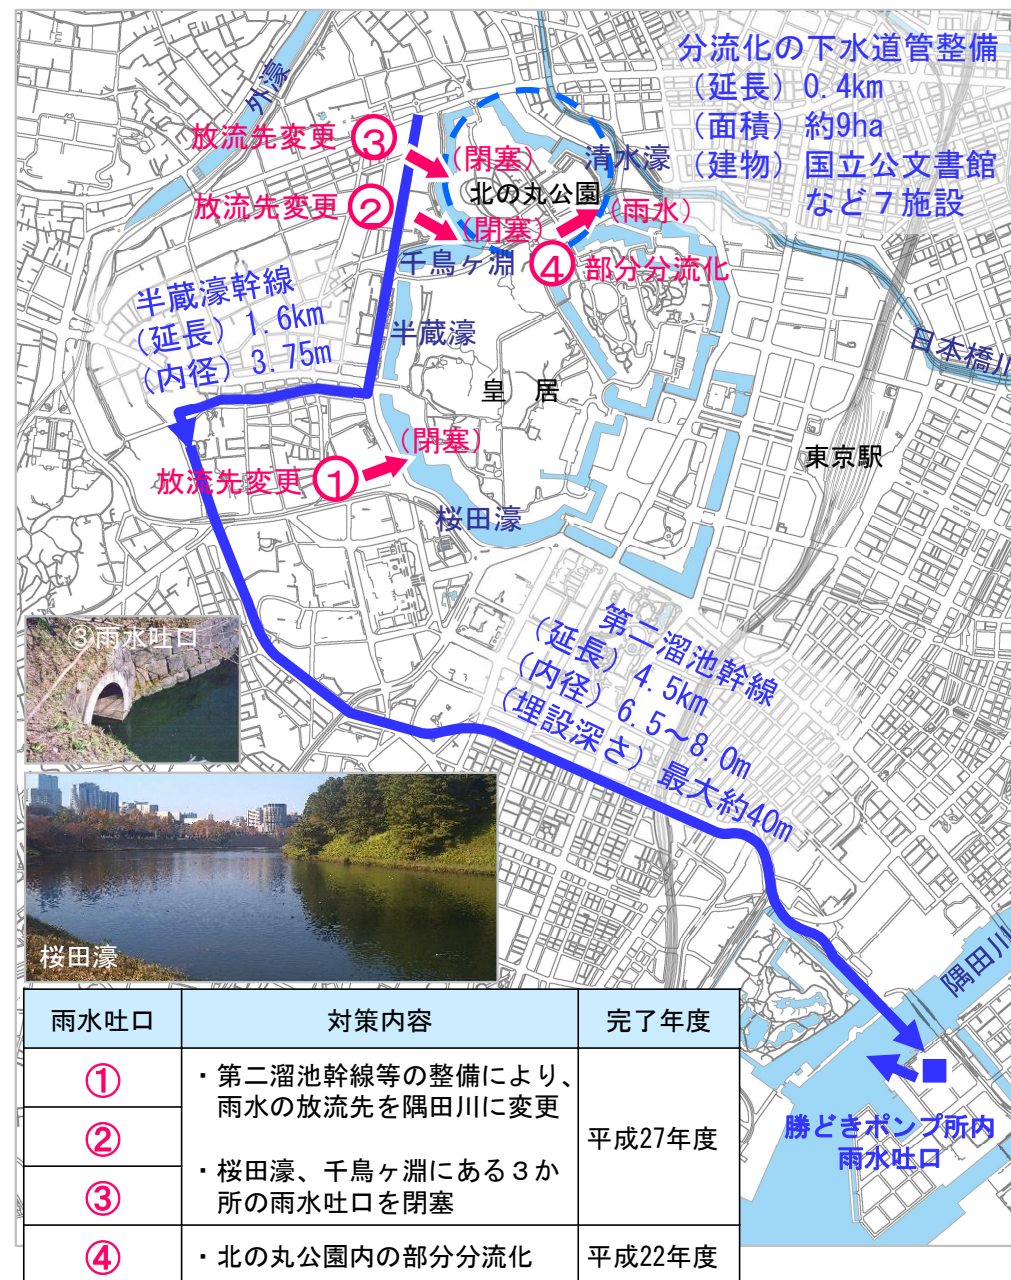 分流化の下水道管整備
（延長）0.4km
（面積）約9ha
（建物）国立公文書館
など７施設
外濠
放流先変更 ③
（閉塞）
清水濠
北の丸公園
放流先変更 ②
（閉塞）
（雨水）
千鳥ヶ淵
④ 部分分流化
半蔵濠幹線
（延長）1.6km
（内径）3.75m
半蔵濠
日本橋川
皇 居
（閉塞）
東京駅
放流先変更 ①
桜田濠
第二溜池幹線
（延長）4.5km
（内径）6.5～8.0m
（埋設深さ）最大約40m
③雨水吐口
桜田濠
隅田川
勝どきポンプ所内
雨水吐口
雨水吐口 対策内容 完了年度
①
②
③
・第二溜池幹線等の整備により、
雨水の放流先を隅田川に変更
・桜田濠、千鳥ヶ淵にある３か
所の雨水吐口を閉塞
平成27年度
④ ・北の丸公園内の部分分流化 平成22年度